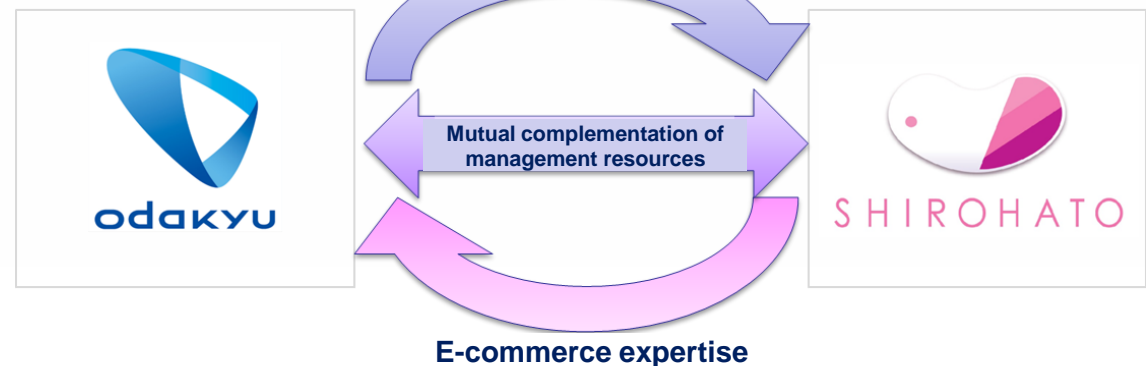 Mutual complementation of
management resources
odakyu
SHIROHATO
E-commerce expertise